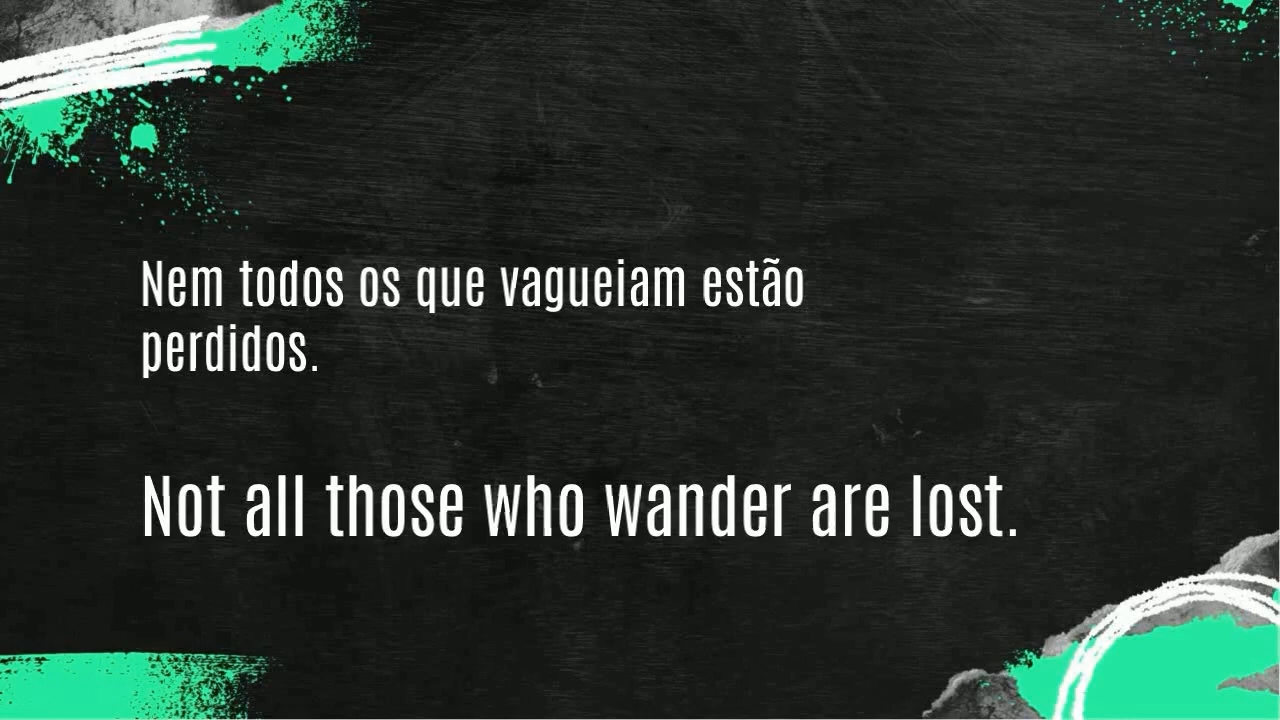 Nem todos os que vagueiam estão
perdidos.
Not all those who wander are lost.